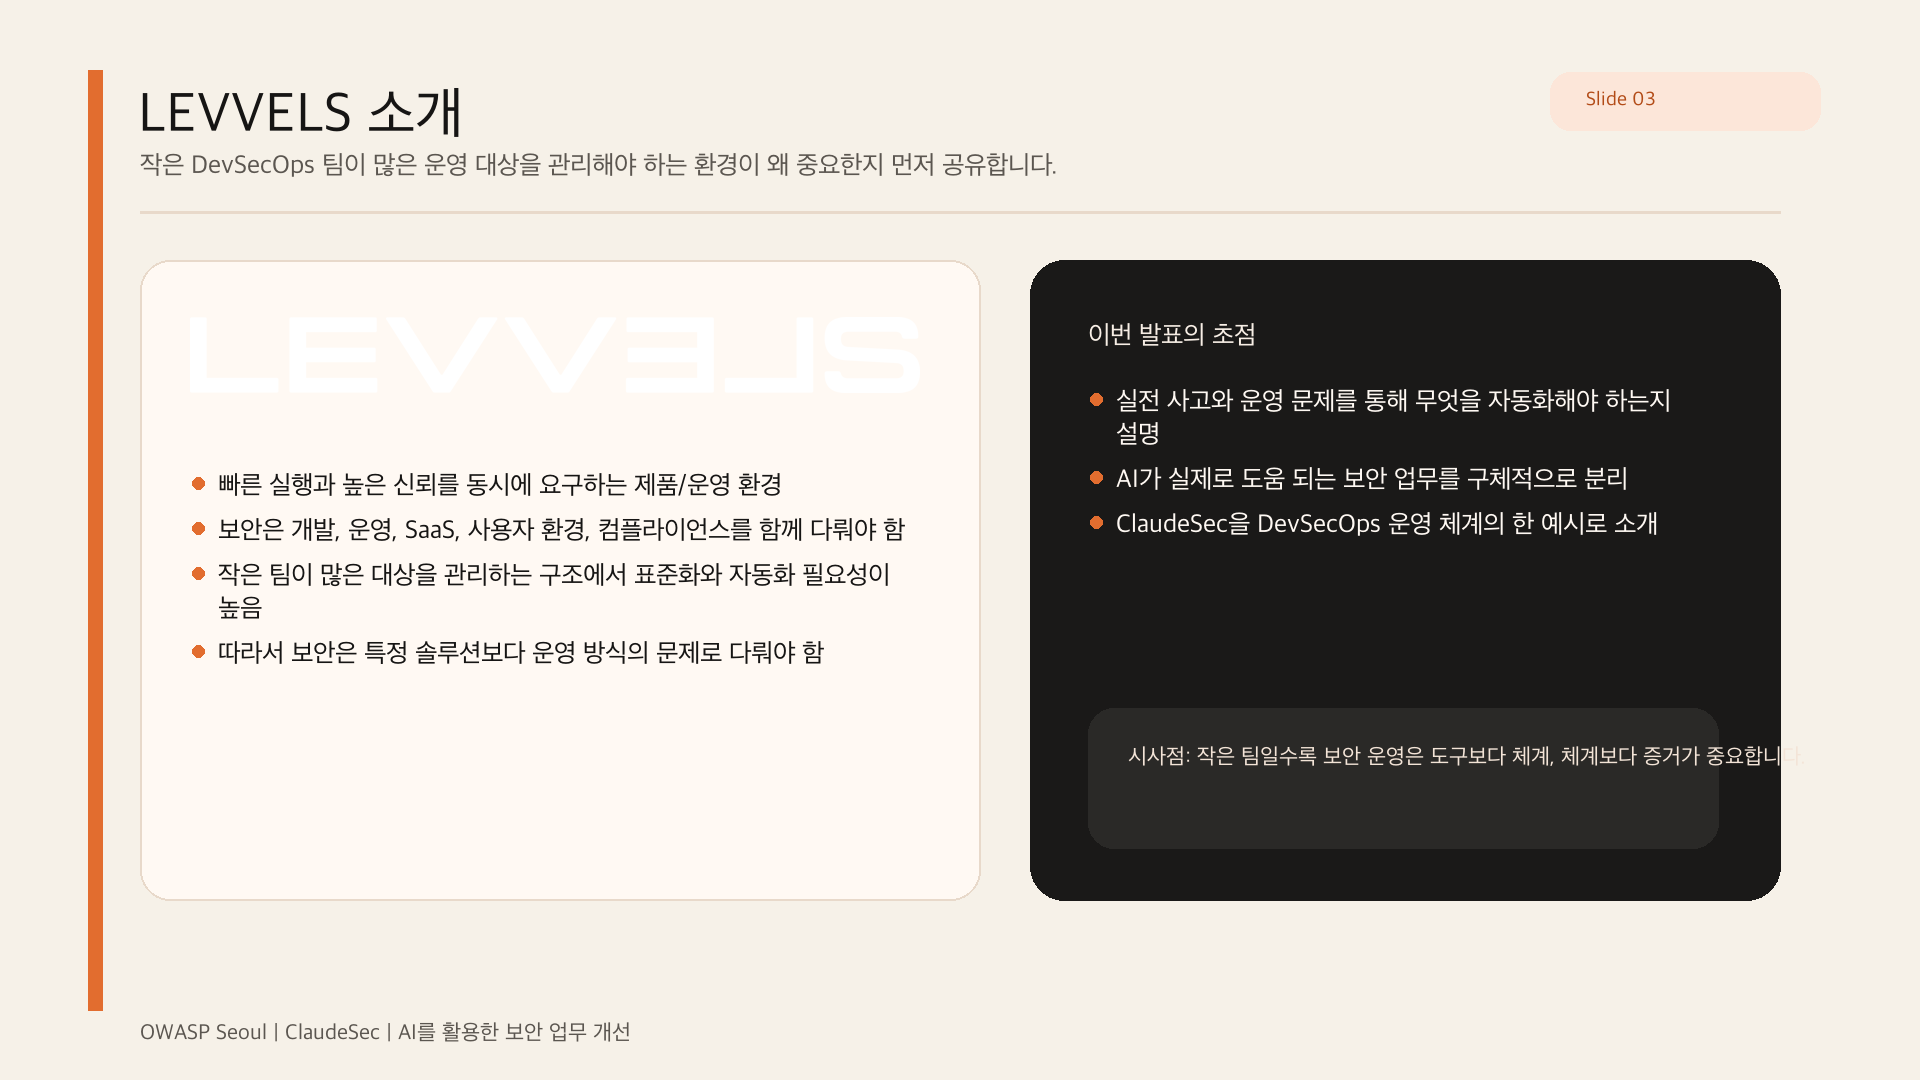 LEVVELS 소개
Slide 03
작은 DevSecOps 팀이 많은 운영 대상을 관리해야 하는 환경이 왜 중요한지 먼저 공유합니다.
LEVVELS
빠른 실행과 높은 신뢰를 동시에 요구하는 제품/운영 환경
보안은 개발, 운영, SaaS, 사용자 환경, 컴플라이언스를 함께 다뤄야 함
작은 팀이 많은 대상을 관리하는 구조에서 표준화와 자동화 필요성이
높음
따라서 보안은 특정 솔루션보다 운영 방식의 문제로 다뤄야 함
이번 발표의 초점
실전 사고와 운영 문제를 통해 무엇을 자동화해야 하는지
설명
AI가 실제로 도움 되는 보안 업무를 구체적으로 분리
ClaudeSec을 DevSecOps 운영 체계의 한 예시로 소개
시사점: 작은 팀일수록 보안 운영은 도구보다 체계, 체계보다 증거가 중요합니다.
OWASP Seoul | ClaudeSec | AI를 활용한 보안 업무 개선